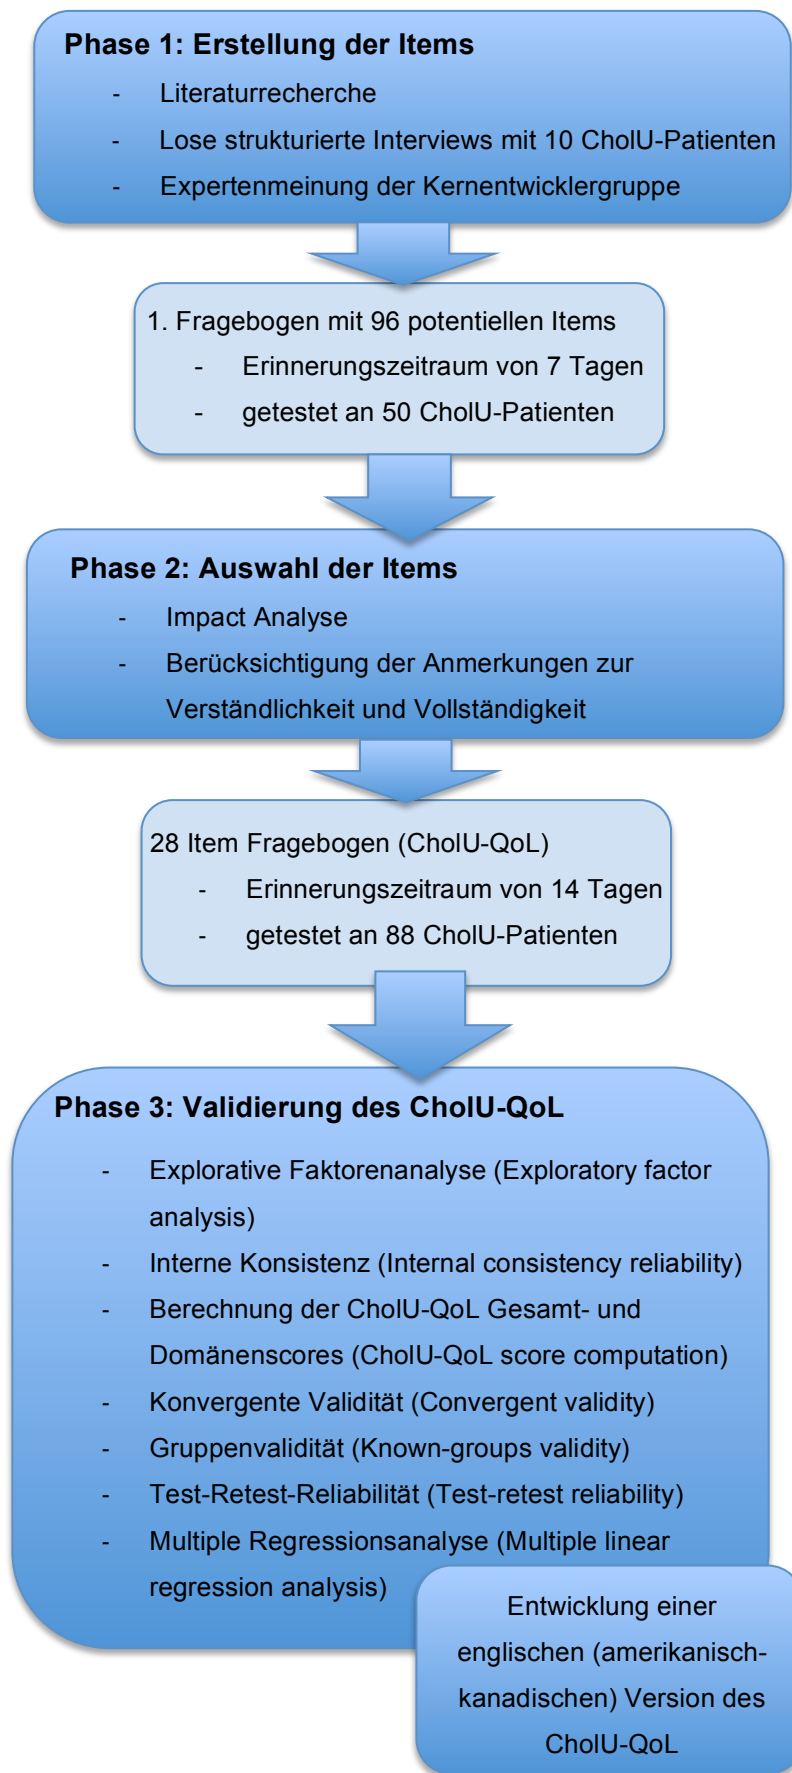 Phase 1: Erstellung der Items
- Literaturrecherche
- Lose strukturierte Interviews mit 10 CholU-Patienten
- Expertenmeinung der Kernentwicklergruppe
1. Fragebogen mit 96 potentiellen Items
- Erinnerungszeitraum von 7 Tagen
- getestet an 50 CholU-Patienten
Phase 2: Auswahl der Items
- Impact Analyse
- Berücksichtigung der Anmerkungen zur
Verständlichkeit und Vollständigkeit
28 Item Fragebogen (CholU-QoL)
- Erinnerungszeitraum von 14 Tagen
- getestet an 88 CholU-Patienten
Phase 3: Validierung des CholU-QoL
- Explorative Faktorenanalyse (Exploratory factor
analysis)
- Interne Konsistenz (Internal consistency reliability)
- Berechnung der CholU-QoL Gesamt- und
Domänenscores (CholU-QoL score computation)
- Konvergente Validität (Convergent validity)
- Gruppenvalidität (Known-groups validity)
- Test-Retest-Reliabilität (Test-retest reliability)
- Multiple Regressionsanalyse (Multiple linear
regression analysis)
Entwicklung einer
englischen (amerikanisch-
kanadischen) Version des
CholU-QoL